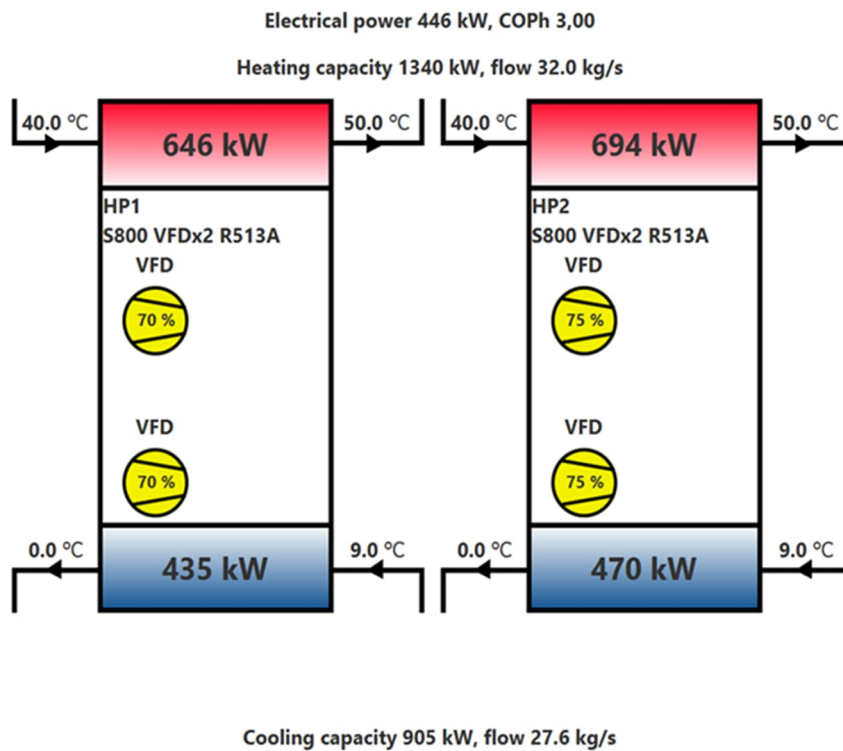 Electrical power 446 kW, COPh 3,00
Heating capacity 1340 kW, flow 32.0 kg/s
40.0 °C
646 kW
50.0 °C
40.0 °C
694 kW
50.0 °C
HP1
S800 VFDx2 R513A
VFD
70 %
VFD
70 %
HP2
S800 VFDx2 R513A
VFD
75 %
VFD
75 %
0.0 °C
435 kW
9.0 °C
0.0 °C
470 kW
9.0 °C
Cooling capacity 905 kW, flow 27.6 kg/s